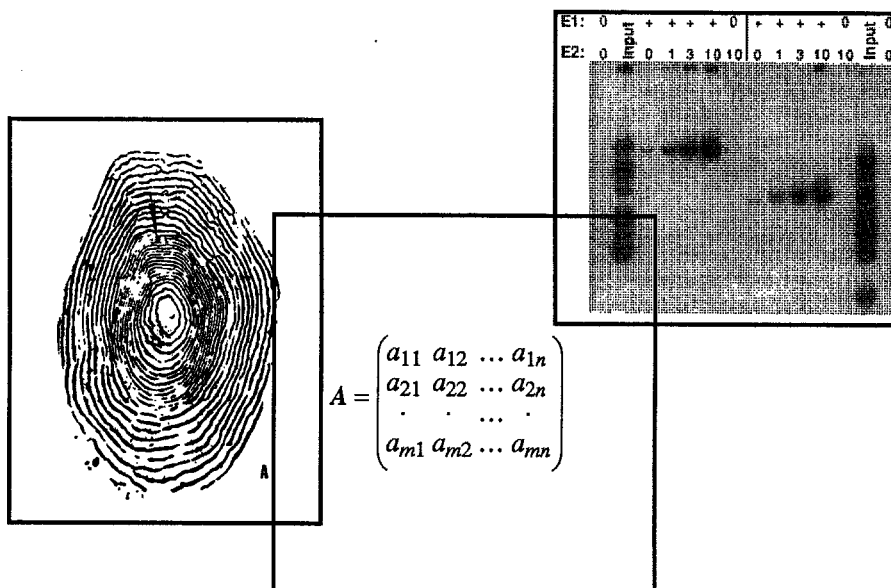 E1: 0 Input + + + + 0 + + + + 0 Input 0
E2: 0 0 1 3 10 10 0 1 3 10 10 0
A = ( a11 a12 ... a1n
a21 a22 ... a2n
. . ... .
am1 am2 ... amn )
A